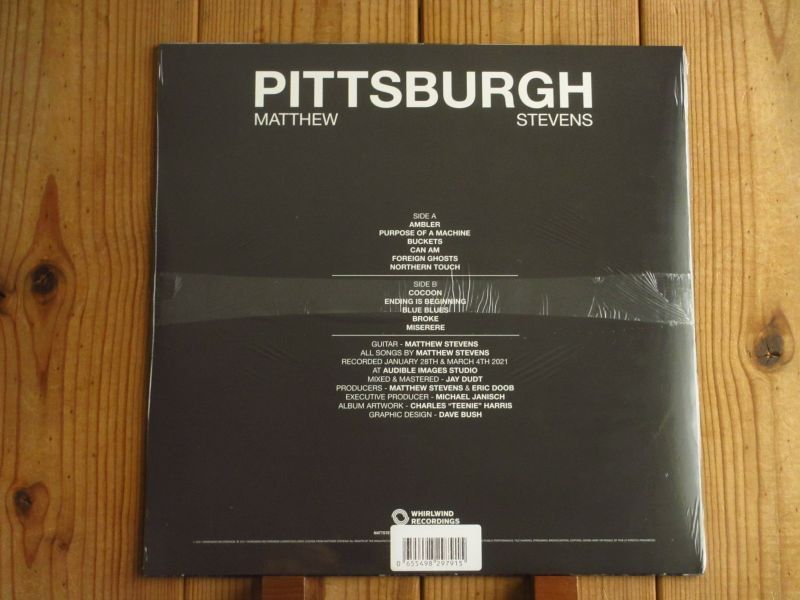 PITTSBURGH
MATTHEW STEVENS
SIDE A
AMBLER
PURPOSE OF A MACHINE
BUCKETS
CAN AM
FOREIGN GHOSTS
NORTHERN TOUCH
SIDE B
COCOON
ENDING IS BEGINNING
BLUE BLUES
BROKE
MISERERE
GUITAR - MATTHEW STEVENS
ALL SONGS BY MATTHEW STEVENS
RECORDED JANUARY 28TH & MARCH 4TH 2021
AT AUDIBLE IMAGES STUDIO
MIXED & MASTERED - JAY DUDT
PRODUCERS - MATTHEW STEVENS & ERIC DOOB
EXECUTIVE PRODUCER - MICHAEL JANISCH
ALBUM ARTWORK - CHARLES "TEENIE" HARRIS
GRAPHIC DESIGN - DAVE BUSH
WHIRLWIND
RECORDINGS
0 655498 297915